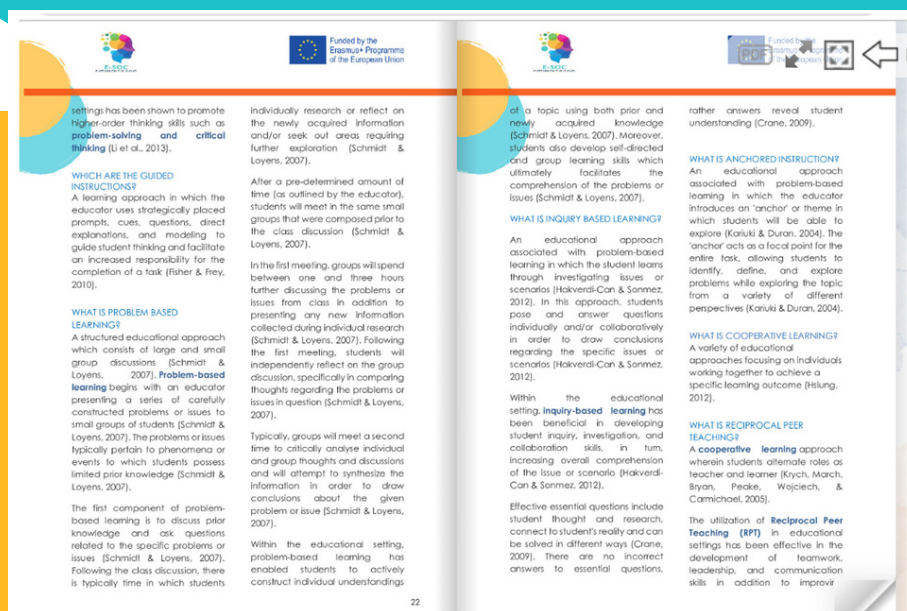 E-SOC
Funded by the
Erasmus+ Programme
of the European Union
settings has been shown to promote
higher-order thinking skills such as
problem-solving and critical
thinking (Li et al., 2013).
WHICH ARE THE GUIDED
INSTRUCTIONS?
A learning approach in which the
educator uses strategically placed
prompts, cues, questions, direct
explanations, and modeling to
guide student thinking and facilitate
an increased responsibility for the
completion of a task (Fisher & Frey,
2010).
WHAT IS PROBLEM BASED
LEARNING?
A structured educational approach
which consists of large and small
group discussions (Schmidt &
Loyens, 2007). Problem-based
learning begins with an educator
presenting a series of carefully
constructed problems or issues to
small groups of students (Schmidt &
Loyens, 2007). The problems or issues
typically pertain to phenomena or
events to which students possess
limited prior knowledge (Schmidt &
Loyens, 2007).
The first component of problem-
based learning is to discuss prior
knowledge and ask questions
related to the specific problems or
issues (Schmidt & Loyens, 2007).
Following the class discussion, there
is typically time in which students
individually research or reflect on
the newly acquired information
and/or seek out areas requiring
further exploration (Schmidt &
Loyens, 2007).
After a pre-determined amount of
time (as outlined by the educator),
students will meet in the same small
groups that were composed prior to
the class discussion (Schmidt &
Loyens, 2007).
In the first meeting, groups will spend
between one and three hours
further discussing the problems or
issues from class in addition to
presenting any new information
collected during individual research
(Schmidt & Loyens, 2007). Following
the first meeting, students will
independently reflect on the group
discussion, specifically in comparing
thoughts regarding the problems or
issues in question (Schmidt & Loyens,
2007).
Typically, groups will meet a second
time to critically analyse individual
and group thoughts and discussions
and will attempt to synthesize the
information in order to draw
conclusions about the given
problem or issue (Schmidt & Loyens,
2007).
Within the educational setting,
problem-based learning has
enabled students to actively
construct individual understandings
22
E-SOC
PDF
Funded by the
Erasmus+ Programme
of the European Union
of a topic using both prior and
newly acquired knowledge
(Schmidt & Loyens, 2007). Moreover,
students also develop self-directed
and group learning skills which
ultimately facilitates the
comprehension of the problems or
issues (Schmidt & Loyens, 2007).
WHAT IS INQUIRY BASED LEARNING?
An educational approach
associated with problem-based
learning in which the student learns
through investigating issues or
scenarios (Hakverdi-Can & Sonmez,
2012). In this approach, students
pose and answer questions
individually and/or collaboratively
in order to draw conclusions
regarding the specific issues or
scenarios (Hakverdi-Can & Sonmez,
2012).
Within the educational
setting, inquiry-based learning has
been beneficial in developing
student inquiry, investigation, and
collaboration skills, in turn,
increasing overall comprehension
of the issue or scenario (Hakverdi-
Can & Sonmez, 2012).
Effective essential questions include
student thought and research,
connect to student's reality and can
be solved in different ways (Crane,
2009). There are no incorrect
answers to essential questions,
rather answers reveal student
understanding (Crane, 2009).
WHAT IS ANCHORED INSTRUCTION?
An educational approach
associated with problem-based
learning in which the educator
introduces an 'anchor' or theme in
which students will be able to
explore (Kariuki & Duran, 2004). The
'anchor' acts as a focal point for the
entire task, allowing students to
identify, define, and explore
problems while exploring the topic
from a variety of different
perspectives (Kariuki & Duran, 2004).
WHAT IS COOPERATIVE LEARNING?
A variety of educational
approaches focusing on individuals
working together to achieve a
specific learning outcome (Hsiung,
2012).
WHAT IS RECIPROCAL PEER
TEACHING?
A cooperative learning approach
wherein students alternate roles as
teacher and learner (Krych, March,
Bryan, Peake, Wojciech, &
Carmichael, 2005).
The utilization of Reciprocal Peer
Teaching (RPT) in educational
settings has been effective in the
development of teamwork,
leadership, and communication
skills in addition to improvin